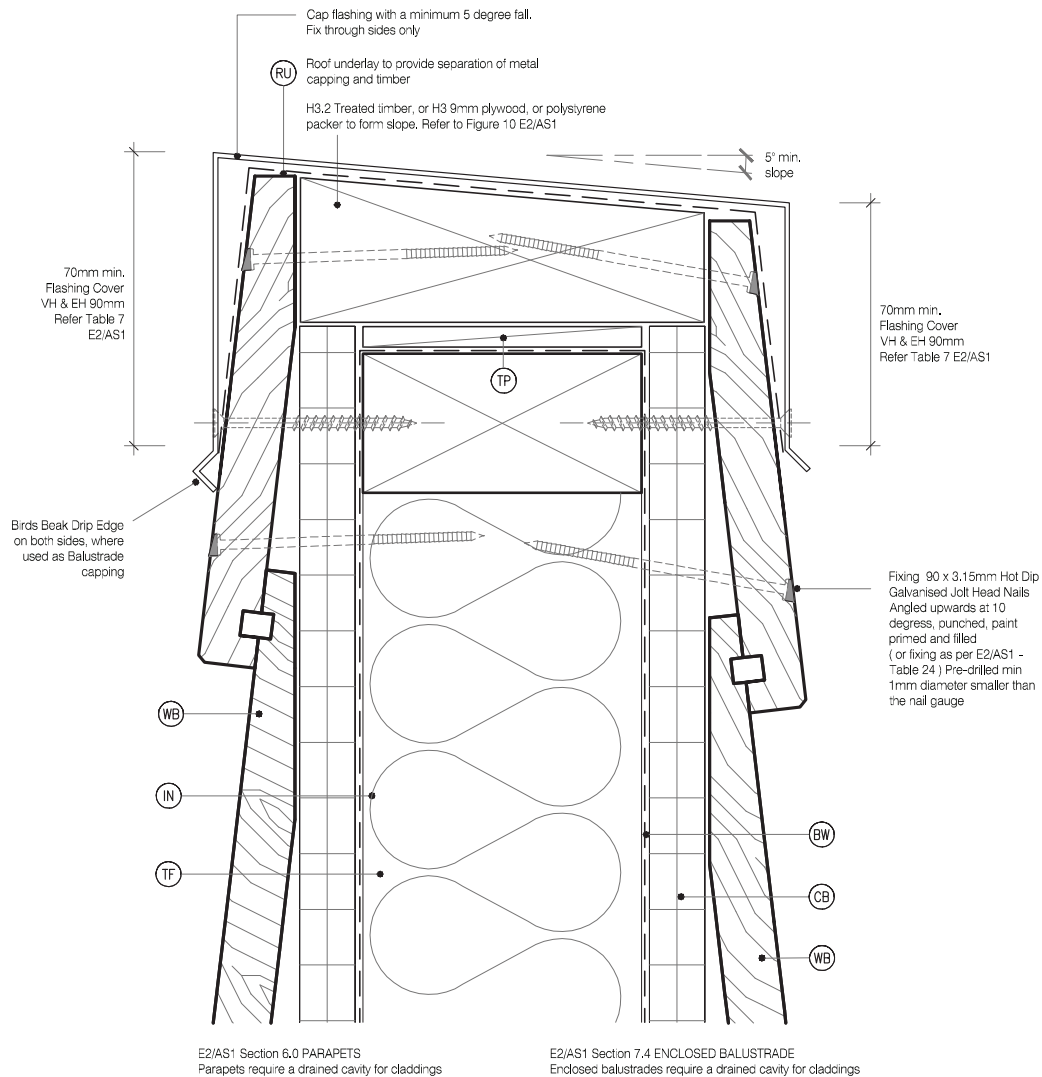 Cap flashing with a minimum 5 degree fall.
Fix through sides only
RU
Roof underlay to provide separation of metal
capping and timber
H3.2 Treated timber, or H3 9mm plywood, or polystyrene
packer to form slope. Refer to Figure 10 E2/AS1
5° min.
slope
70mm min.
Flashing Cover
VH & EH 90mm
Refer Table 7
E2/AS1
70mm min.
Flashing Cover
VH & EH 90mm
Refer Table 7 E2/AS1
TP
Birds Beak Drip Edge
on both sides, where
used as Balustrade
capping
Fixing 90 x 3.15mm Hot Dip
Galvanised Jolt Head Nails
Angled upwards at 10
degress, punched, paint
primed and filled
( or fixing as per E2/AS1 -
Table 24 ) Pre-drilled min
1mm diameter smaller than
the nail gauge
WB
IN
TF
BW
CB
WB
E2/AS1 Section 6.0 PARAPETS
Parapets require a drained cavity for claddings
E2/AS1 Section 7.4 ENCLOSED BALUSTRADE
Enclosed balustrades require a drained cavity for claddings